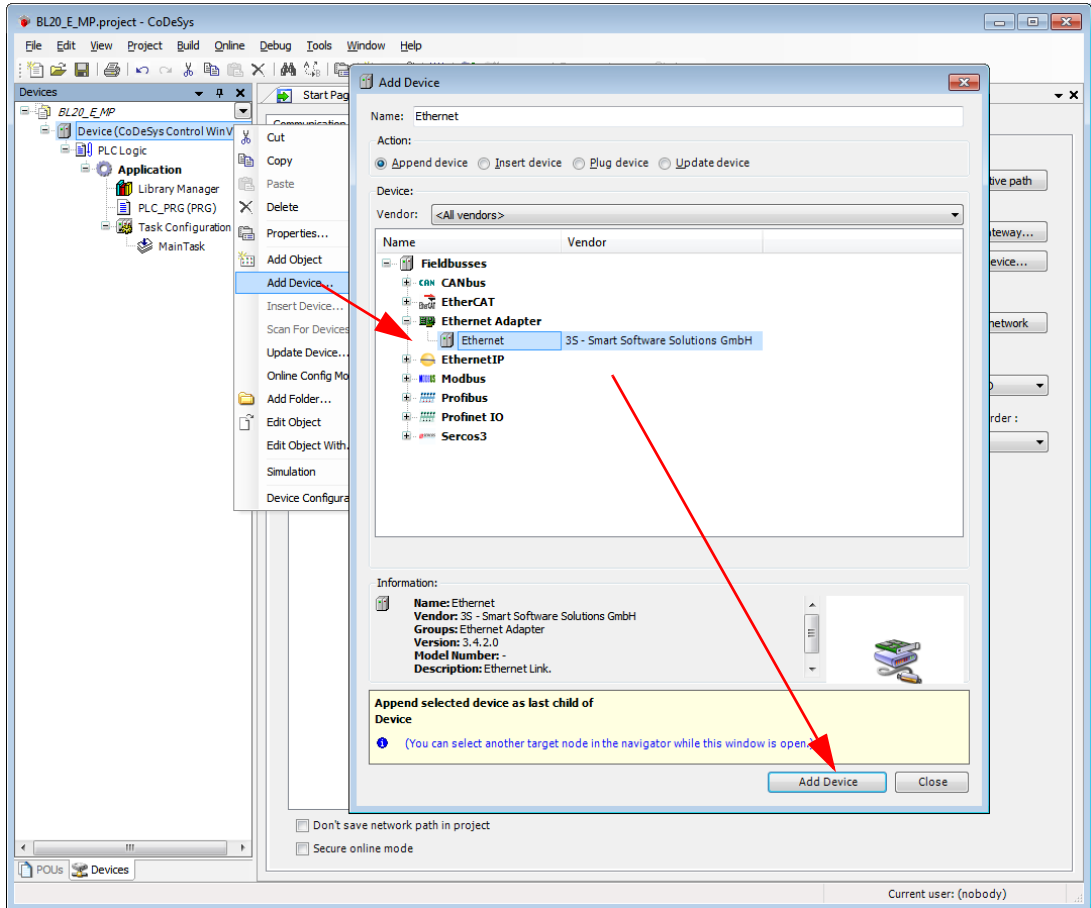 BL20_E_MP.project - CoDeSys
File Edit View Project Build Online Debug Tools Window Help
Devices
BL20_E_MP
Device (CoDeSys Control Win V
PLC Logic
Application
Library Manager
PLC_PRG (PRG)
Task Configuration
MainTask
POUs Devices
Start Pag
Communication
Cut
Copy
Paste
Delete
Properties...
Add Object
Add Device...
Insert Device...
Scan For Devices
Update Device...
Online Config Mo
Add Folder...
Edit Object
Edit Object With.
Simulation
Device Configura
Add Device
Name: Ethernet
Action:
Append device Insert device Plug device Update device
Device:
Vendor: <All vendors>
Name Vendor
Fieldbusses
CAN CANbus
EtherCAT
Ethernet Adapter
Ethernet 3S - Smart Software Solutions GmbH
EthernetIP
Modbus
Profibus
Profinet IO
Sercos3
Information:
Name: Ethernet
Vendor: 3S - Smart Software Solutions GmbH
Groups: Ethernet Adapter
Version: 3.4.2.0
Model Number: -
Description: Ethernet Link.
Append selected device as last child of
Device
(You can select another target node in the navigator while this window is open.)
Add Device Close
tive path
teway...
evice...
network
rder :
Don't save network path in project
Secure online mode
Current user: (nobody)